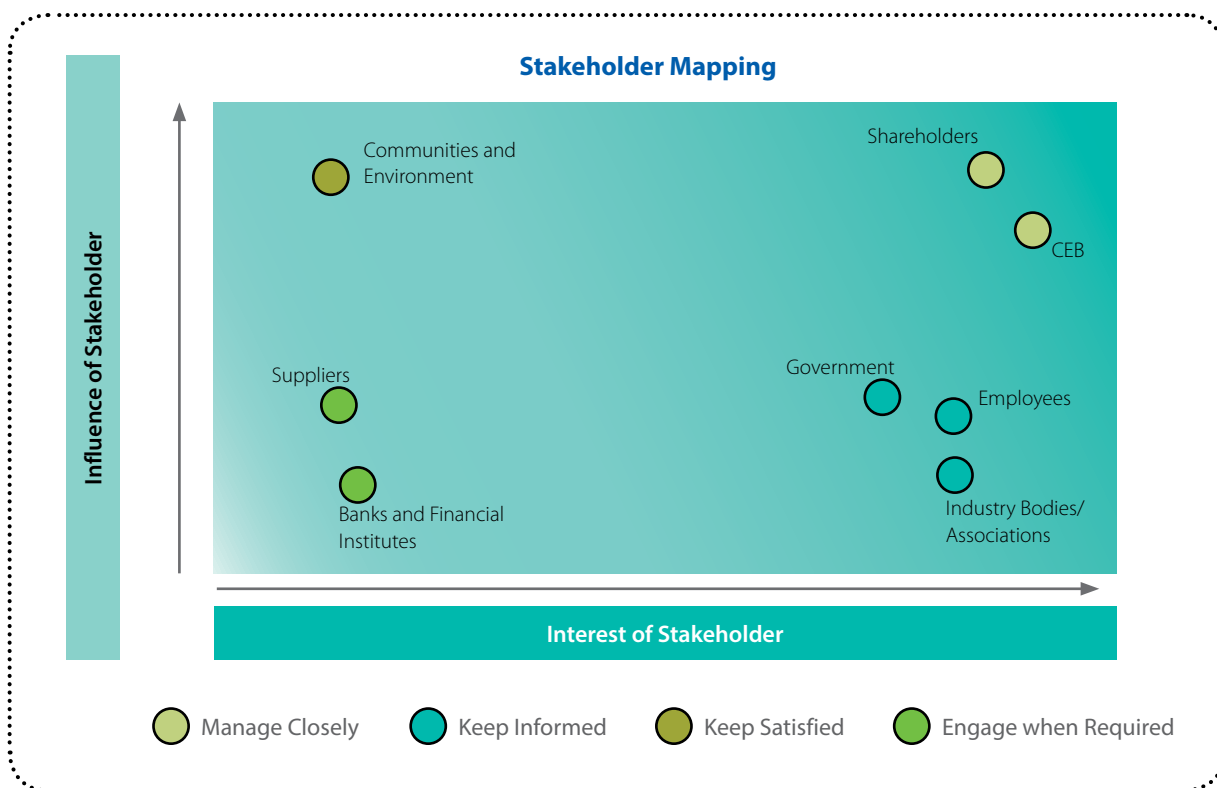 Stakeholder Mapping
Influence of Stakeholder
Communities and
Environment
Shareholders
CEB
Suppliers
Government
Employees
Banks and Financial
Institutes
Industry Bodies/
Associations
Interest of Stakeholder
Manage Closely
Keep Informed
Keep Satisfied
Engage when Required